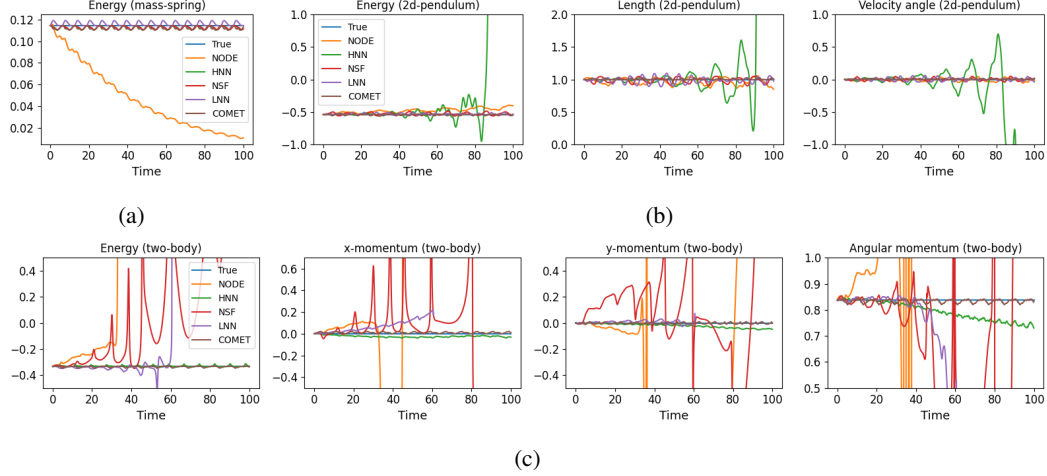 Energy (mass-spring)
0.12
0.10
0.08
0.06
0.04
0.02
True
NODE
HNN
NSF
LNN
COMET
0 20 40 60 80 100
Time
Energy (2d-pendulum)
1.0
0.5
0.0
−0.5
−1.0
True
NODE
HNN
NSF
LNN
COMET
0 20 40 60 80 100
Time
Length (2d-pendulum)
2.0
1.5
1.0
0.5
0.0
0 20 40 60 80 100
Time
Velocity angle (2d-pendulum)
1.0
0.5
0.0
−0.5
−1.0
0 20 40 60 80 100
Time
(a)
(b)
Energy (two-body)
0.4
0.2
0.0
−0.2
−0.4
True
NODE
HNN
NSF
LNN
COMET
0 20 40 60 80 100
Time
x-momentum (two-body)
0.6
0.4
0.2
0.0
−0.2
−0.4
0 20 40 60 80 100
Time
y-momentum (two-body)
0.4
0.2
0.0
−0.2
−0.4
0 20 40 60 80 100
Time
Angular momentum (two-body)
1.0
0.9
0.8
0.7
0.6
0.5
0 20 40 60 80 100
Time
(c)